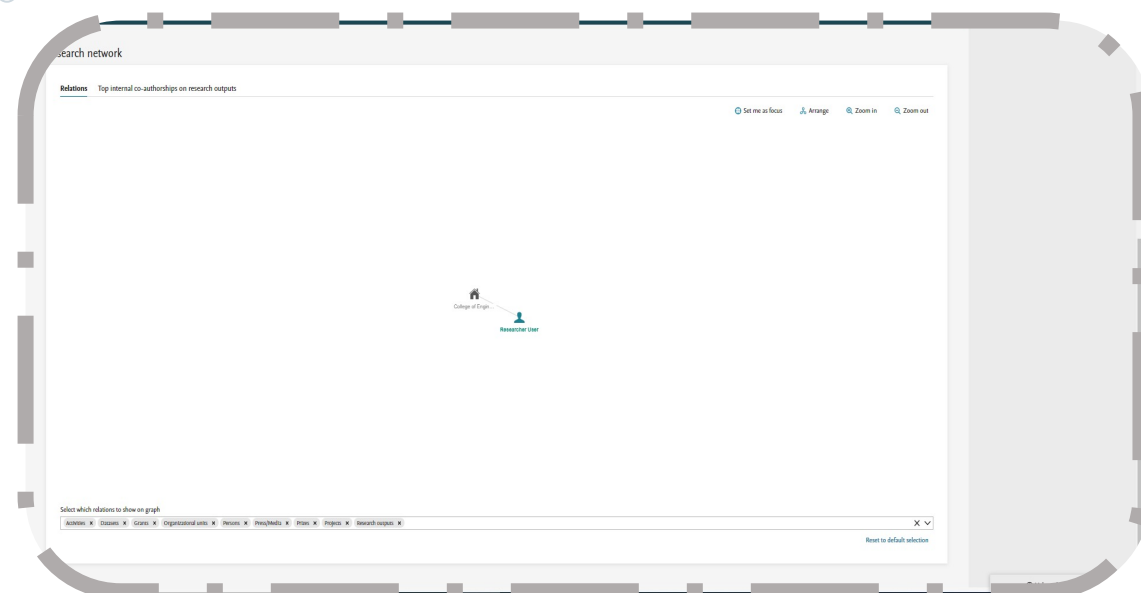 search network
Relations Top internal co-authorships on research outputs
Set me as focus Arrange Zoom in Zoom out
College of Engin...
Researcher User
Select which relations to show on graph
Activities x Datasets x Grants x Organizational units x Persons x Press/Media x Prizes x Projects x Research outputs x
Reset to default selection